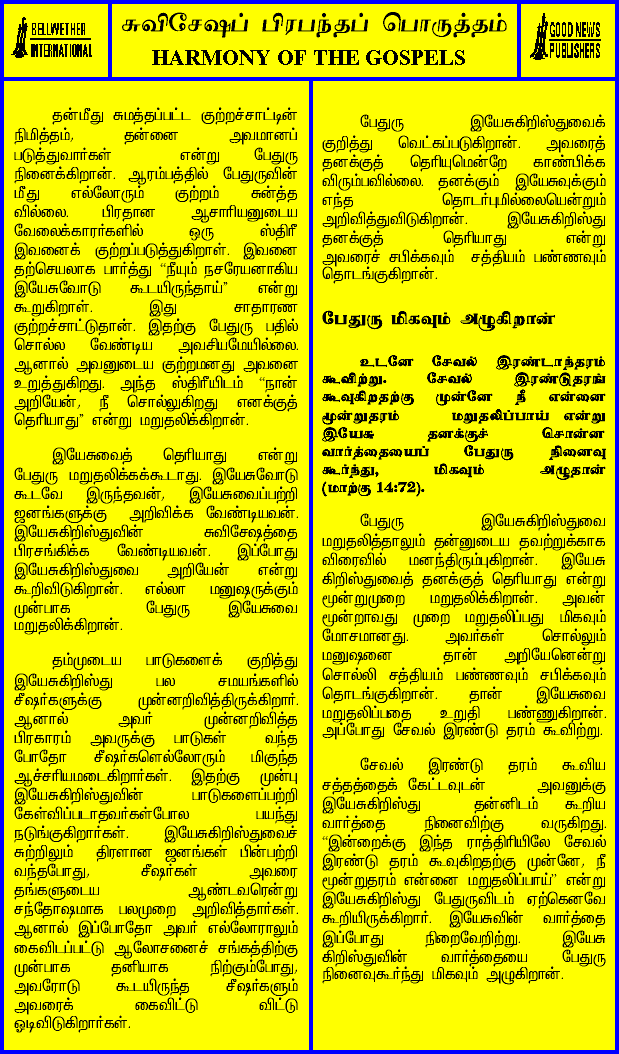 BELLWETHER
INTERNATIONAL
சுவிசேஷப் பிரபந்தப் பொருத்தம்
HARMONY OF THE GOSPELS
GOOD NEWS
PUBLISHERS
தன்மீது சுமத்தப்பட்ட குற்றச்சாட்டின்
நிமித்தம், தன்னை அவமானப்
படுத்துவார்கள் என்று பேதுரு
நினைக்கிறான். ஆரம்பத்தில் பேதுருவின்
மீது எல்லோரும் குற்றம் சுன்த்த
வில்லை. பிரதான ஆசாரியனுடைய
வேலைக்காரர்களில் ஒரு ஸ்திரீ
இவனைக் குற்றப்படுத்துகிறாள். இவனை
தற்செயலாக பார்த்து “நீயும் நசரேயனாகிய
இயேசுவோடு கூடயிருந்தாய்” என்று
கூறுகிறாள். இது சாதாரண
குற்றச்சாட்டுதான். இதற்கு பேதுரு பதில்
சொல்ல வேண்டிய அவசியமேயில்லை.
ஆனால் அவனுடைய குற்றமனது அவனை
உறுத்துகிறது. அந்த ஸ்திரீயிடம் “நான்
அறியேன், நீ சொல்லுகிறது எனக்குத்
தெரியாது” என்று மறுதலிக்கிறான்.
இயேசுவைத் தெரியாது என்று
பேதுரு மறுதலிக்கக்கூடாது. இயேசுவோடு
கூடவே இருந்தவன், இயேசுவைப்பற்றி
ஜனங்களுக்கு அறிவிக்க வேண்டியவன்.
இயேசுகிறிஸ்துவின் சுவிசேஷத்தை
பிரசங்கிக்க வேண்டியவன். இப்போது
இயேசுகிறிஸ்துவை அறியேன் என்று
கூறிவிடுகிறான். எல்லா மனுஷருக்கும்
முன்பாக பேதுரு இயேசுவை
மறுதலிக்கிறான்.
தம்முடைய பாடுகளைக் குறித்து
இயேசுகிறிஸ்து பல சமயங்களில்
சீஷர்களுக்கு முன்னறிவித்திருக்கிறார்.
ஆனால் அவர் முன்னறிவித்த
பிரகாரம் அவருக்கு பாடுகள் வந்த
போதோ சீஷர்களெல்லோரும் மிகுந்த
ஆச்சரியமடைகிறார்கள். இதற்கு முன்பு
இயேசுகிறிஸ்துவின் பாடுகளைப்பற்றி
கேள்விப்படாதவர்கள்போல பயந்து
நடுங்குகிறார்கள். இயேசுகிறிஸ்துவைச்
சுற்றிலும் திரளான ஜனங்கள் பின்பற்றி
வந்தபோது, சீஷர்கள் அவரை
தங்களுடைய ஆண்டவரென்று
சந்தோஷமாக பலமுறை அறிவித்தார்கள்.
ஆனால் இப்போதோ அவர் எல்லோராலும்
கைவிடப்பட்டு ஆலோசனைச் சங்கத்திற்கு
முன்பாக தனியாக நிற்கும்போது,
அவரோடு கூடயிருந்த சீஷர்களும்
அவரைக் கைவிட்டு விட்டு
ஓடிவிடுகிறார்கள்.
பேதுரு இயேசுகிறிஸ்துவைக்
குறித்து வெட்கப்படுகிறான். அவரைத்
தனக்குத் தெரியுமென்றே காண்பிக்க
விரும்பவில்லை. தனக்கும் இயேசுவுக்கும்
எந்த தொடர்புமில்லையென்றும்
அறிவித்துவிடுகிறான். இயேசுகிறிஸ்து
தனக்குத் தெரியாது என்று
அவரைச் சபிக்கவும் சத்தியம் பண்ணவும்
தொடங்குகிறான்.
பேதுரு மிகவும் அழுகிறான்
உடனே சேவல் இரண்டாந்தரம்
கூவிற்று. சேவல் இரண்டுதரங்
கூவுகிறதற்கு முன்னே நீ என்னை
மூன்றுதரம் மறுதலிப்பாய் என்று
இயேசு தனக்குச் சொன்ன
வார்த்தையைப் பேதுரு நினைவு
கூர்ந்து, மிகவும் அழுதான்
(மாற்கு 14:72).
பேதுரு இயேசுகிறிஸ்துவை
மறுதலித்தாலும் தன்னுடைய தவற்றுக்காக
விரைவில் மனந்திரும்புகிறான். இயேசு
கிறிஸ்துவைத் தனக்குத் தெரியாது என்று
மூன்றுமுறை மறுதலிக்கிறான். அவன்
மூன்றாவது முறை மறுதலிப்பது மிகவும்
மோசமானது. அவர்கள் சொல்லும்
மனுஷனை தான் அறியேனென்று
சொல்லி சத்தியம் பண்ணவும் சபிக்கவும்
தொடங்குகிறான். தான் இயேசுவை
மறுதலிப்பதை உறுதி பண்ணுகிறான்.
அப்போது சேவல் இரண்டு தரம் கூவிற்று.
சேவல் இரண்டு தரம் கூவிய
சத்தத்தைக் கேட்டவுடன் அவனுக்கு
இயேசுகிறிஸ்து தன்னிடம் கூறிய
வார்த்தை நினைவிற்கு வருகிறது.
“இன்றைக்கு இந்த ராத்திரியிலே சேவல்
இரண்டு தரம் கூவுகிறதற்கு முன்னே, நீ
மூன்றுதரம் என்னை மறுதலிப்பாய்” என்று
இயேசுகிறிஸ்து பேதுருவிடம் ஏற்கெனவே
கூறியிருக்கிறார். இயேசுவின் வார்த்தை
இப்போது நிறைவேறிற்று. இயேசு
கிறிஸ்துவின் வார்த்தையை பேதுரு
நினைவுகூர்ந்து மிகவும் அழுகிறான்.